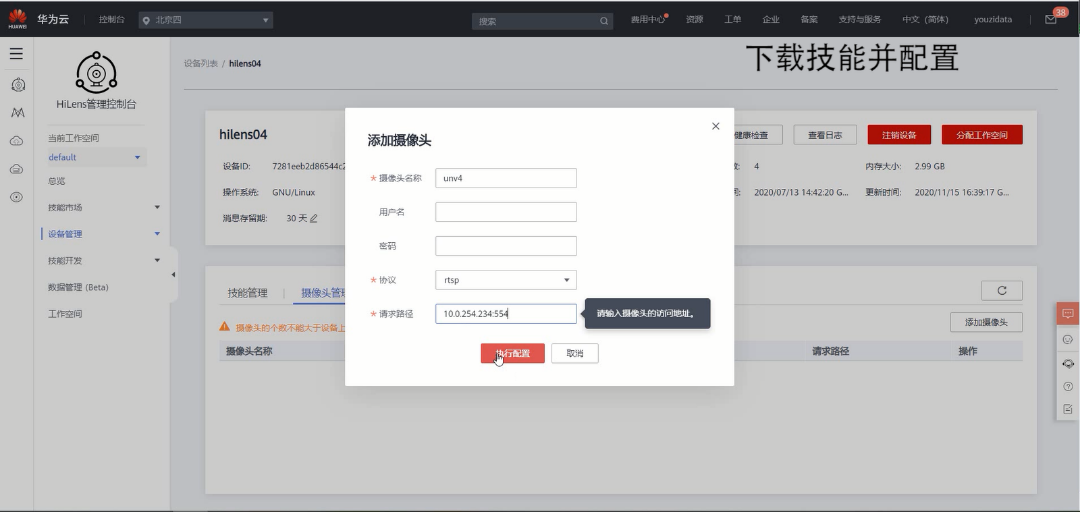 HUAWEI
华为云 控制台 北京四 搜索 费用中心 资源 工单 企业 备案 支持与服务 中文 (简体) youzidata 38
下载技能并配置
HiLens管理控制台
当前工作空间
default
总览
技能市场
设备管理
技能开发
数据管理 (Beta)
工作空间
设备列表 / hilens04
hilens04
健康检查 查看日志 注销设备 分配工作空间
设备ID: 7281eeb2d86544c2
4 内存大小: 2.99 GB
操作系统: GNU/Linux
2020/07/13 14:42:20 G... 更新时间: 2020/11/15 16:39:17 G...
消息存留期: 30 天
技能管理 摄像头管
摄像头的个数不能大于设备上
添加摄像头
摄像头名称 请求路径 操作
添加摄像头
* 摄像头名称 unv4
用户名
密码
* 协议 rtsp
* 请求路径 10.0.254.234:554
请输入摄像头的访问地址。
执行配置 取消